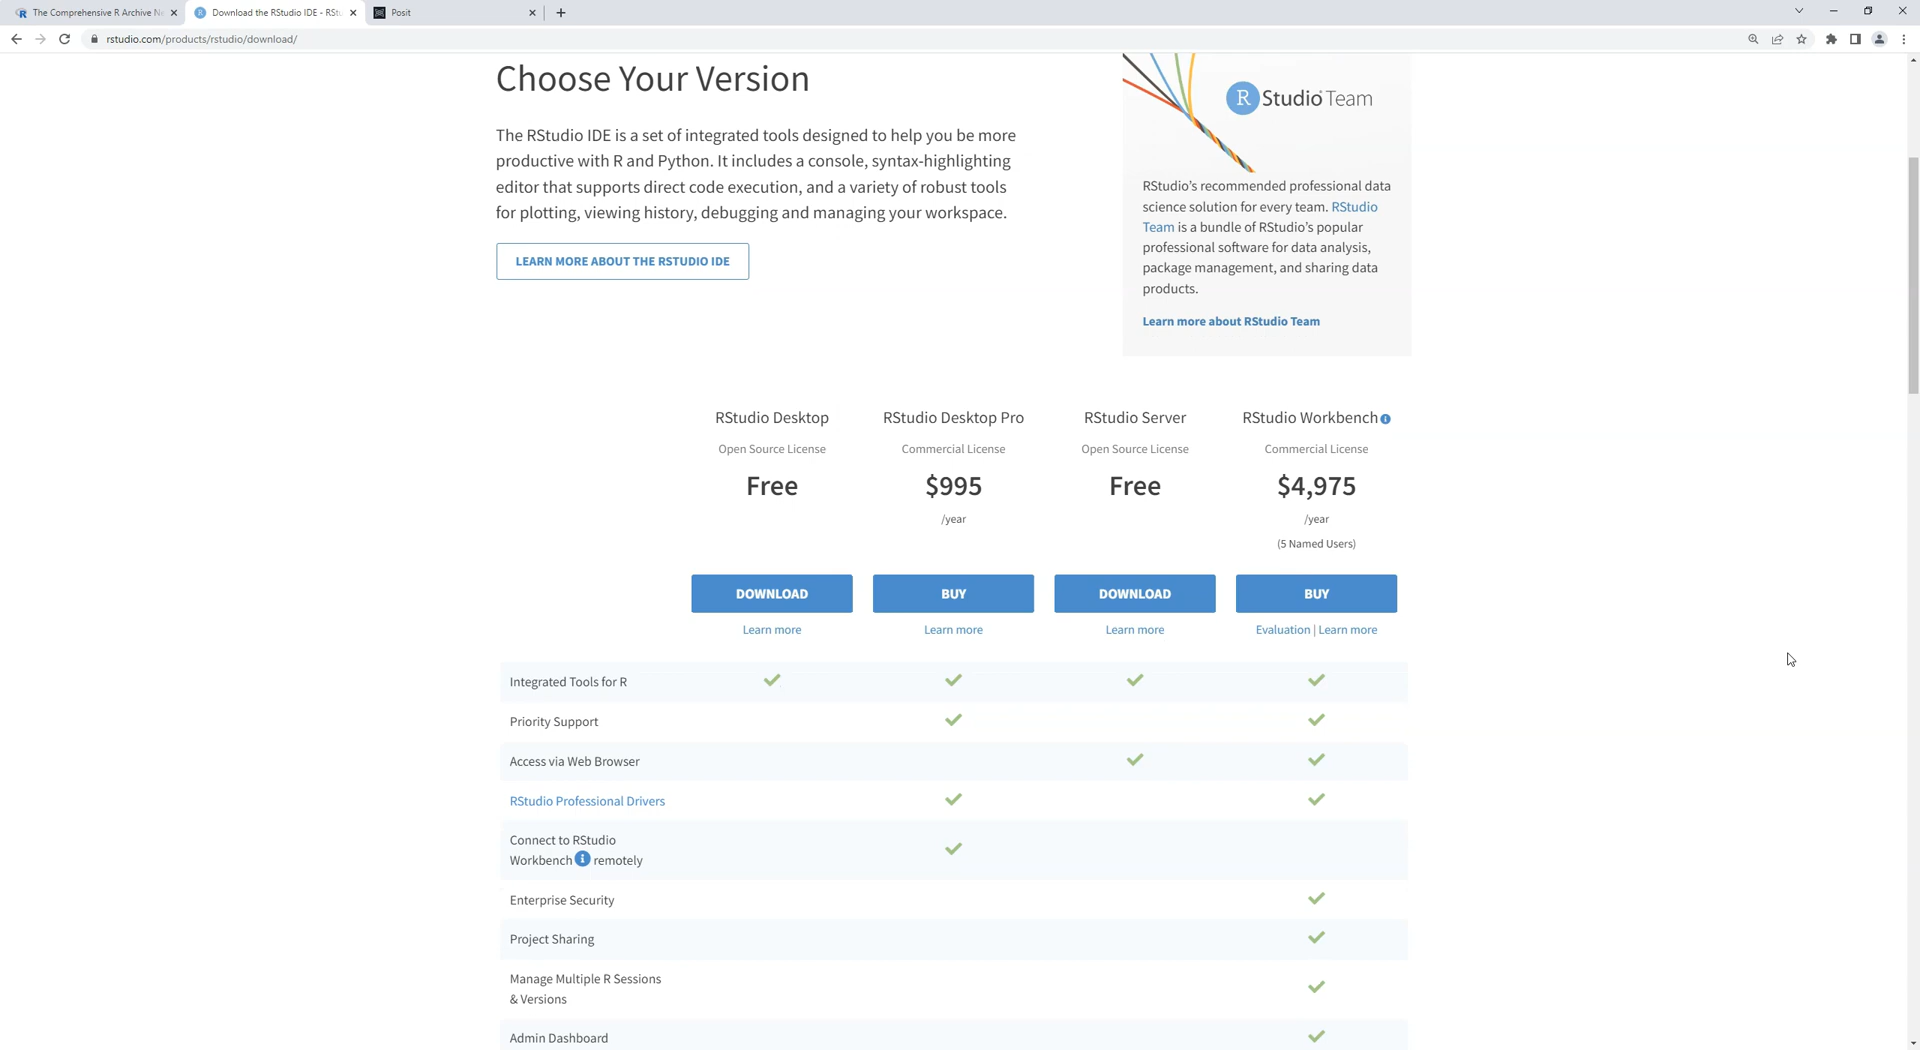 The Comprehensive R Archive Ne
Download the RStudio IDE - RStu
Posit
rstudio.com/products/rstudio/download/
Choose Your Version
The RStudio IDE is a set of integrated tools designed to help you be more
productive with R and Python. It includes a console, syntax-highlighting
editor that supports direct code execution, and a variety of robust tools
for plotting, viewing history, debugging and managing your workspace.
LEARN MORE ABOUT THE RSTUDIO IDE
R Studio Team
RStudio's recommended professional data
science solution for every team. RStudio
Team is a bundle of RStudio's popular
professional software for data analysis,
package management, and sharing data
products.
Learn more about RStudio Team
RStudio Desktop RStudio Desktop Pro RStudio Server RStudio Workbench
Open Source License Commercial License Open Source License Commercial License
Free $995 Free $4,975
/year /year
(5 Named Users)
DOWNLOAD BUY DOWNLOAD BUY
Learn more Learn more Learn more Evaluation | Learn more
Integrated Tools for R
Priority Support
Access via Web Browser
RStudio Professional Drivers
Connect to RStudio
Workbench remotely
Enterprise Security
Project Sharing
Manage Multiple R Sessions
& Versions
Admin Dashboard